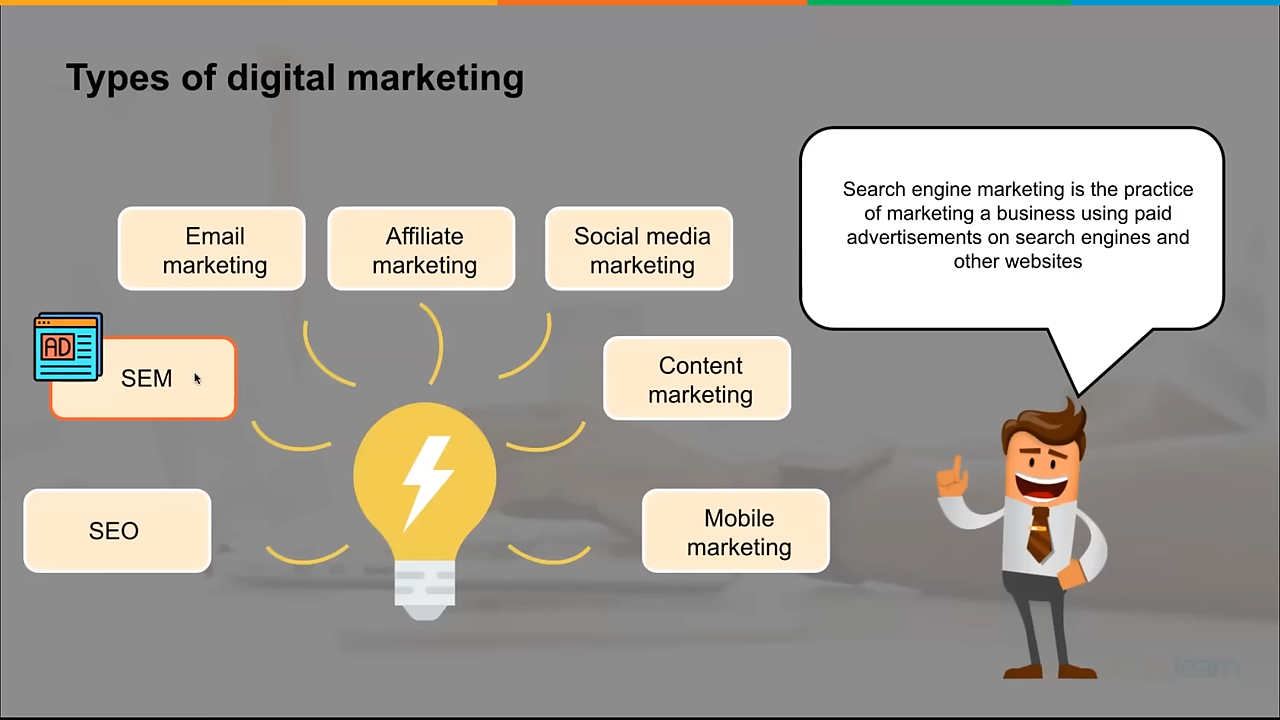 Types of digital marketing
Search engine marketing is the practice
of marketing a business using paid
advertisements on search engines and
other websites
Email
marketing
Affiliate
marketing
Social media
marketing
AD
SEM
Content
marketing
SEO
Mobile
marketing